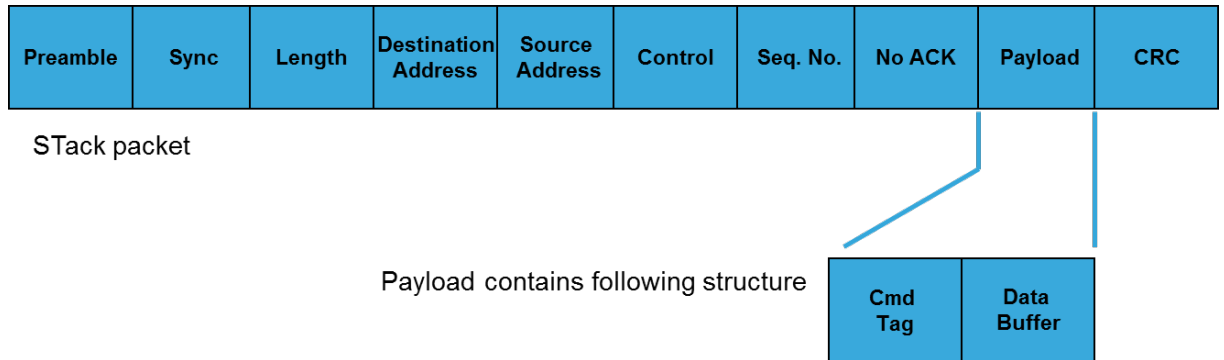 Preamble
Sync
Length
Destination
Address
Source
Address
Control
Seq. No.
No ACK
Payload
CRC
STack packet
Payload contains following structure
Cmd
Tag
Data
Buffer